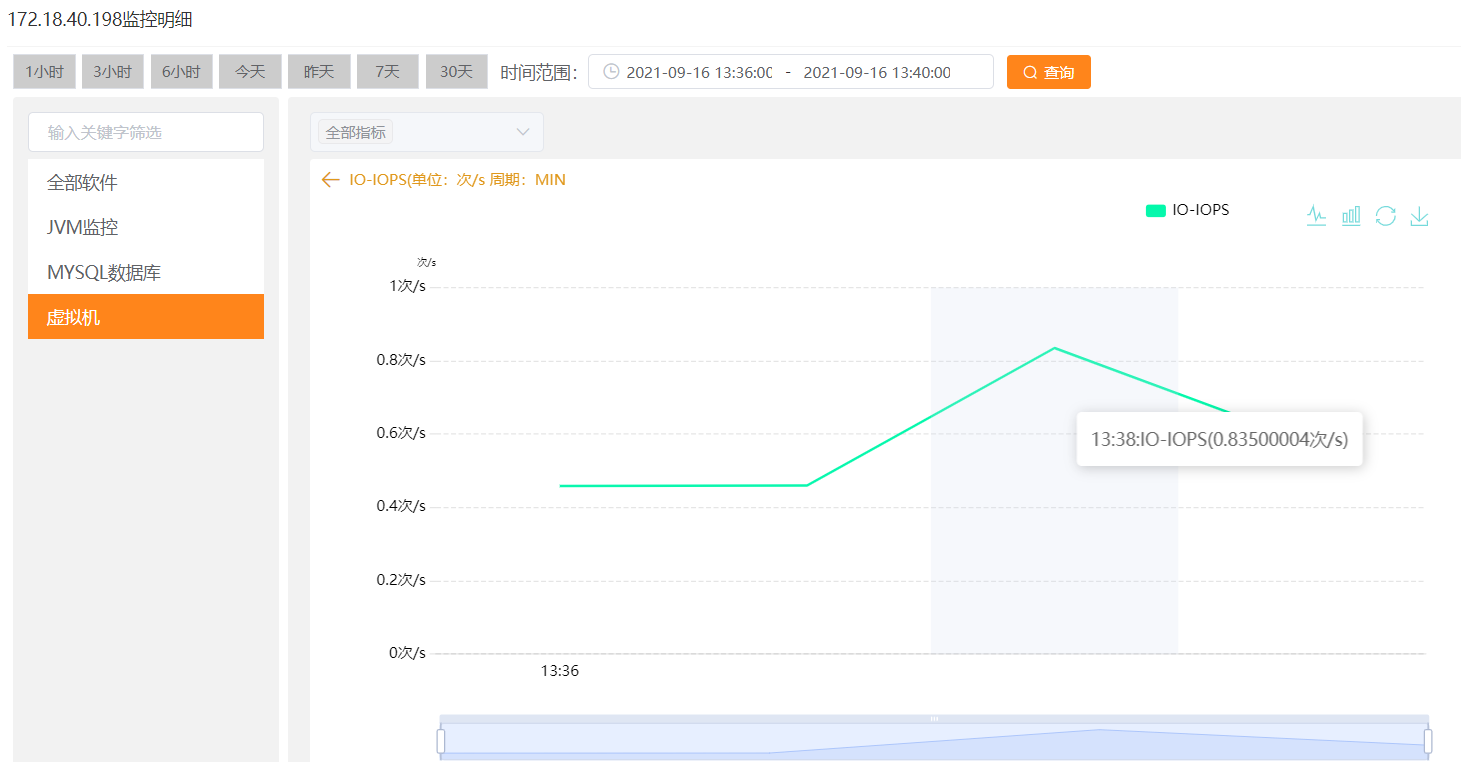 172.18.40.198监控明细
1小时 3小时 6小时 今天 昨天 7天 30天 时间范围： 2021-09-16 13:36:00 - 2021-09-16 13:40:00 查询
输入关键字筛选
全部软件
JVM监控
MYSQL数据库
虚拟机
全部指标
IO-IOPS(单位：次/s 周期：MIN
IO-IOPS
次/s
1次/s
0.8次/s
0.6次/s
13:38:IO-IOPS(0.83500004次/s)
0.4次/s
0.2次/s
0次/s
13:36